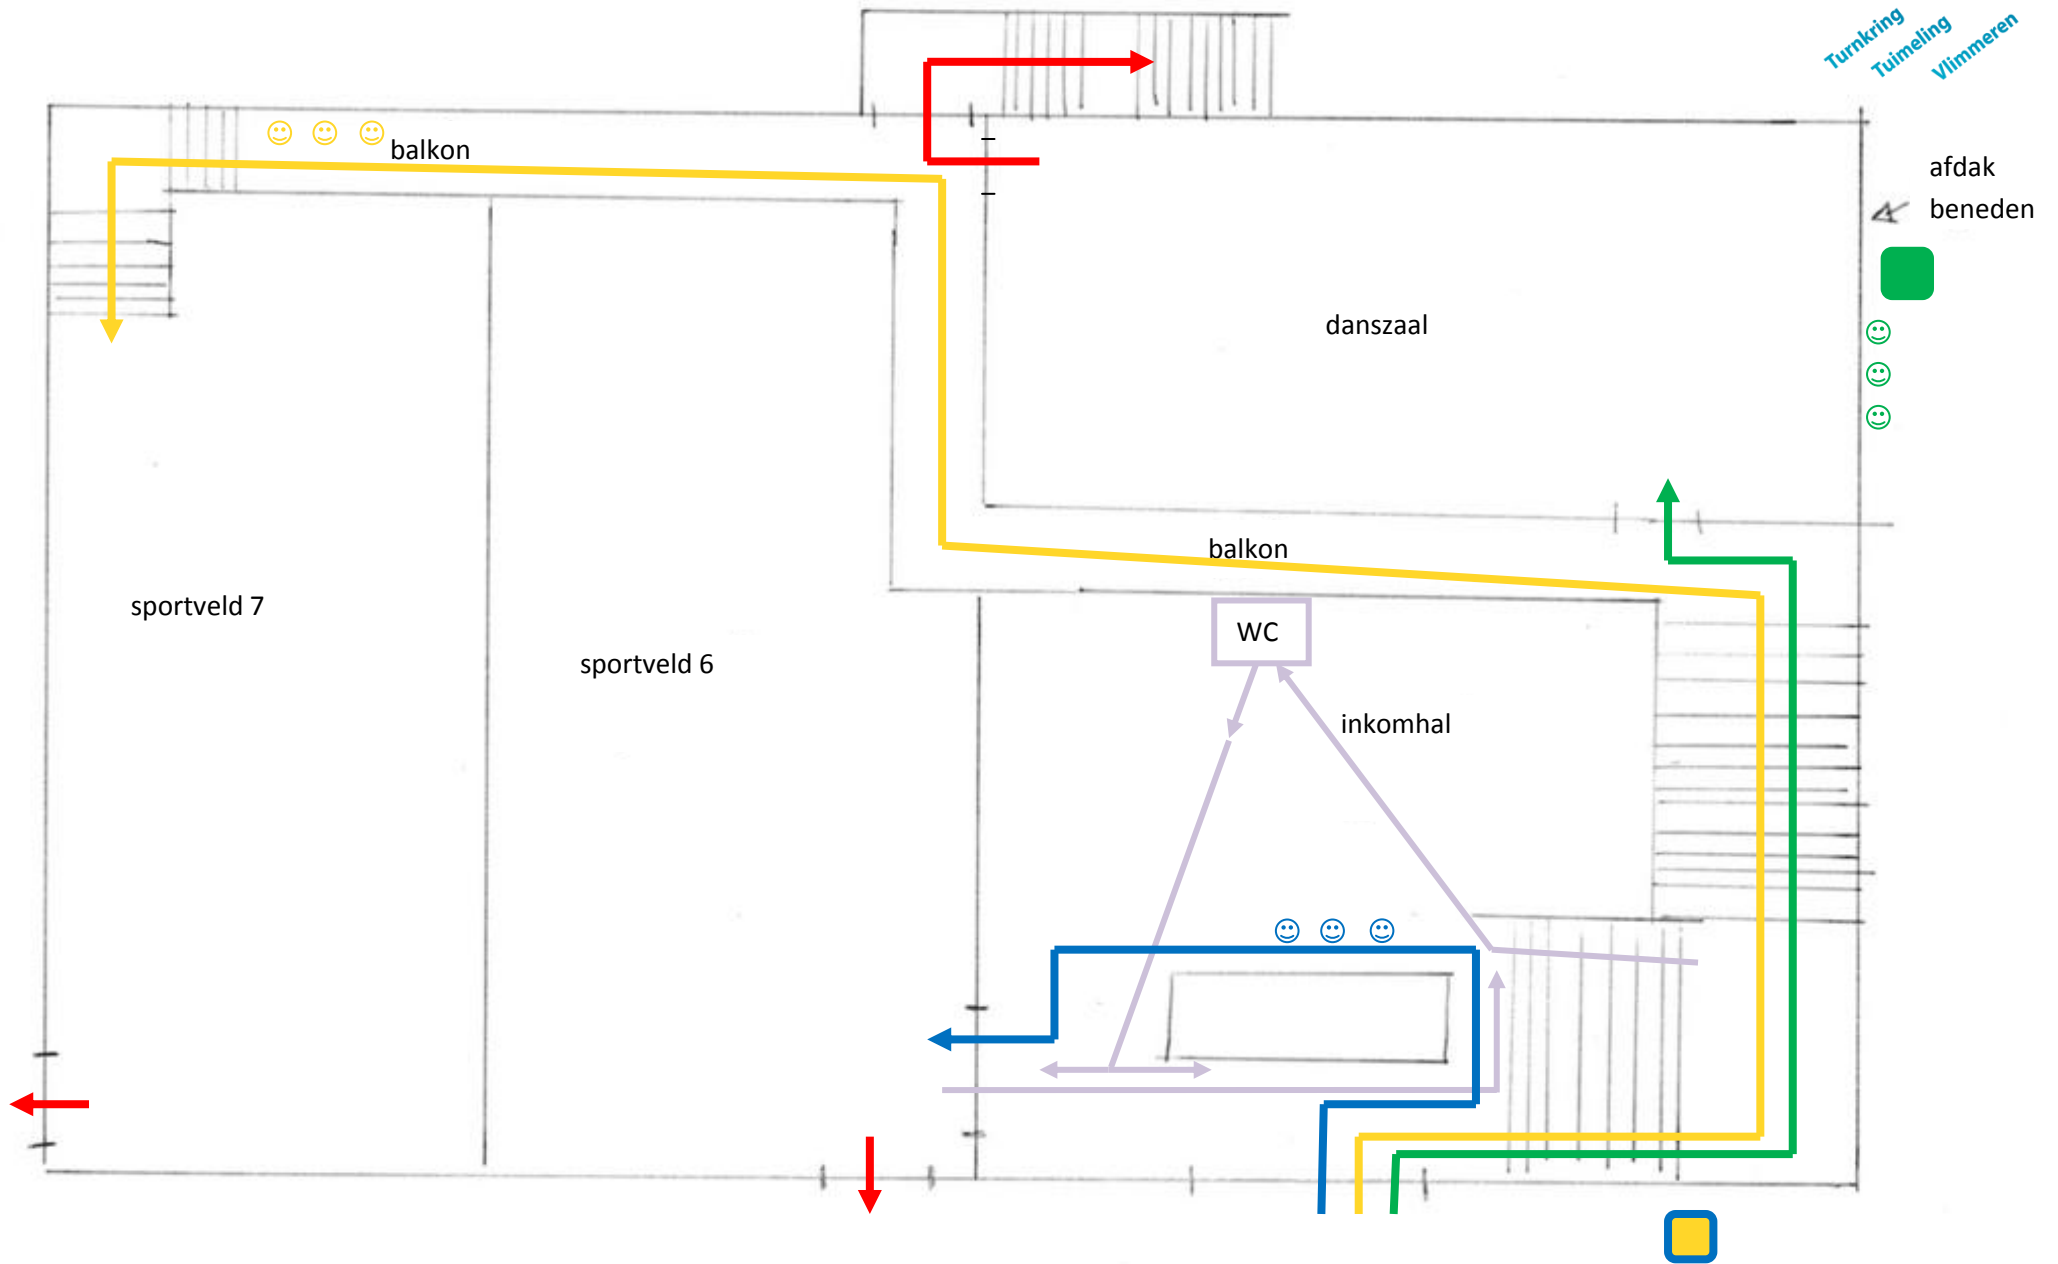 Turnkring
Tuimeling
Vlimmeren
balkon
afdak
beneden
danszaal
balkon
sportveld 7
WC
sportveld 6
inkomhal